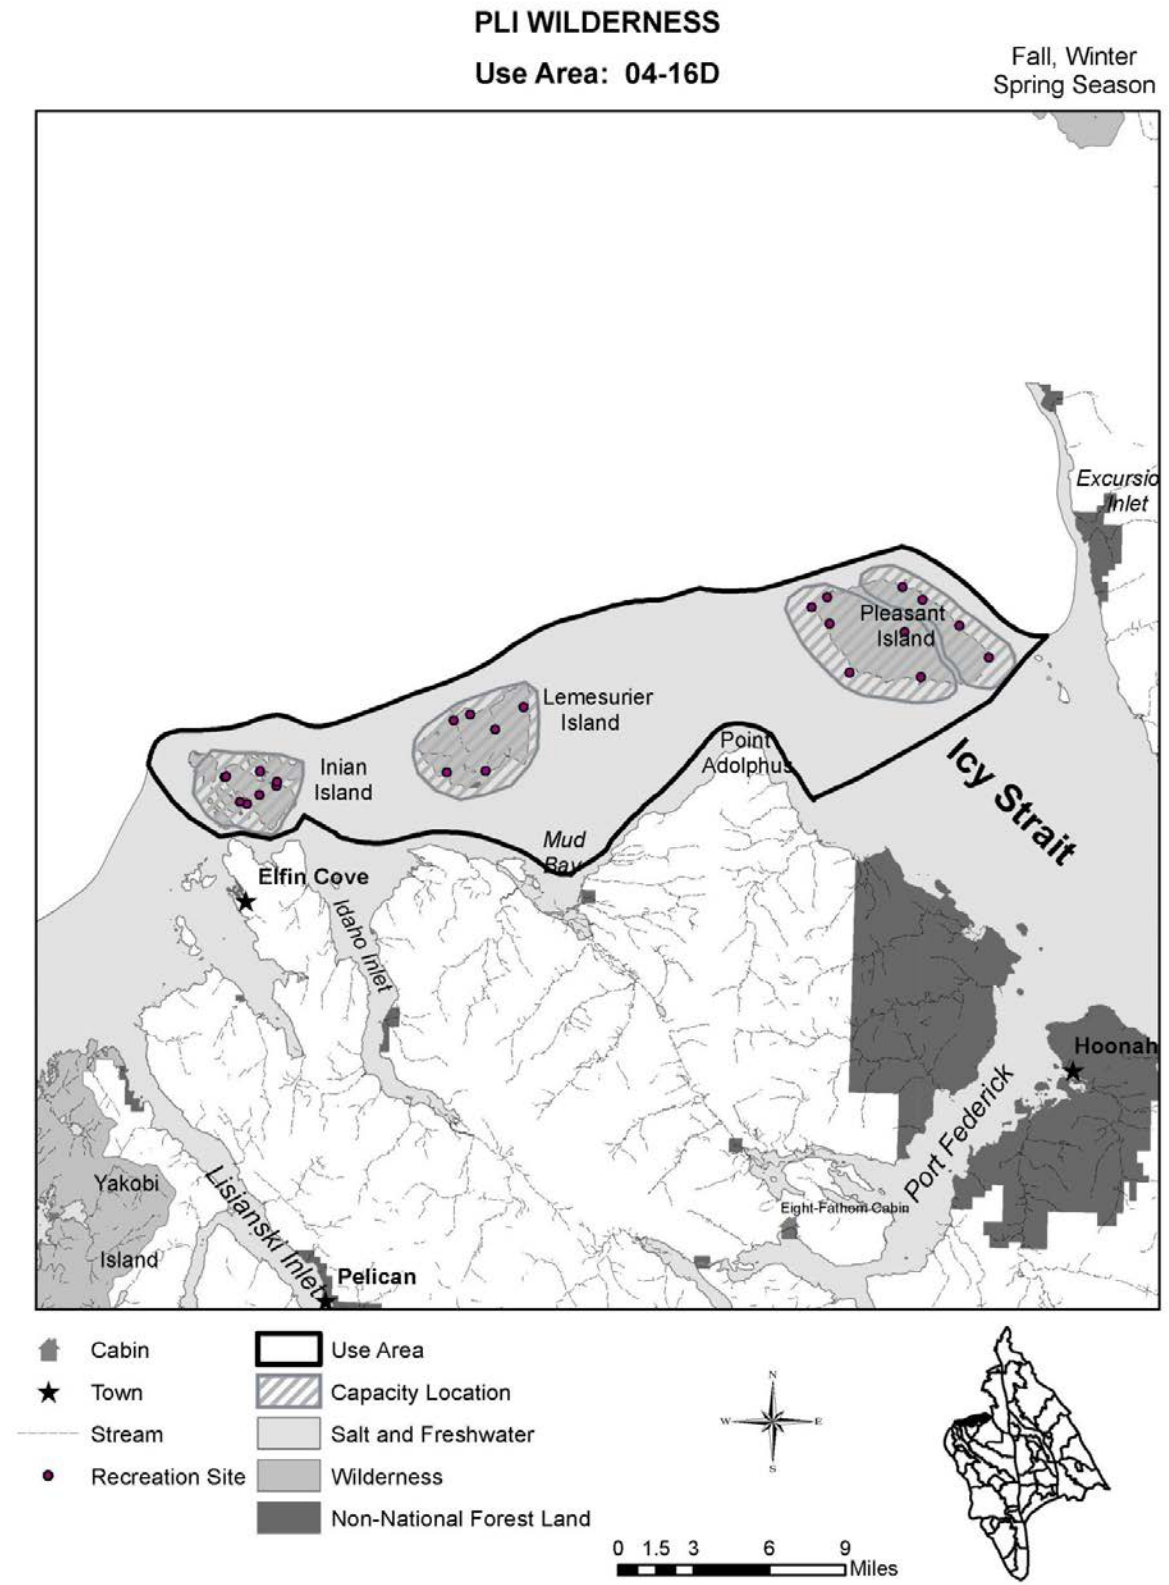 PLI WILDERNESS
Use Area: 04-16D
Fall, Winter
Spring Season
Excursio
Inlet
Pleasant
Island
Lemesurier
Island
Point
Adolphus
Inian
Island
Icy Strait
Mud
Bay
Elfin Cove
Idaho Inlet
Hoonah
Port Federick
Yakobi
Island
Lisianski Inlet
Eight-Fathom Cabin
Pelican
Cabin
Town
Stream
Recreation Site
Use Area
Capacity Location
Salt and Freshwater
Wilderness
Non-National Forest Land
N
W E
S
0 1.5 3 6 9
Miles